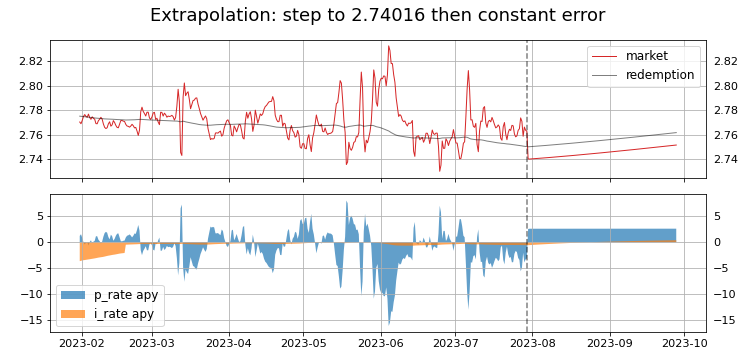 Extrapolation: step to 2.74016 then constant error
2.82 2.82
2.80 2.80
2.78 2.78
2.76 2.76
2.74 2.74
market
redemption
5 5
0 0
−5 −5
−10 −10
−15 −15
p_rate apy
i_rate apy
2023-02 2023-03 2023-04 2023-05 2023-06 2023-07 2023-08 2023-09 2023-10